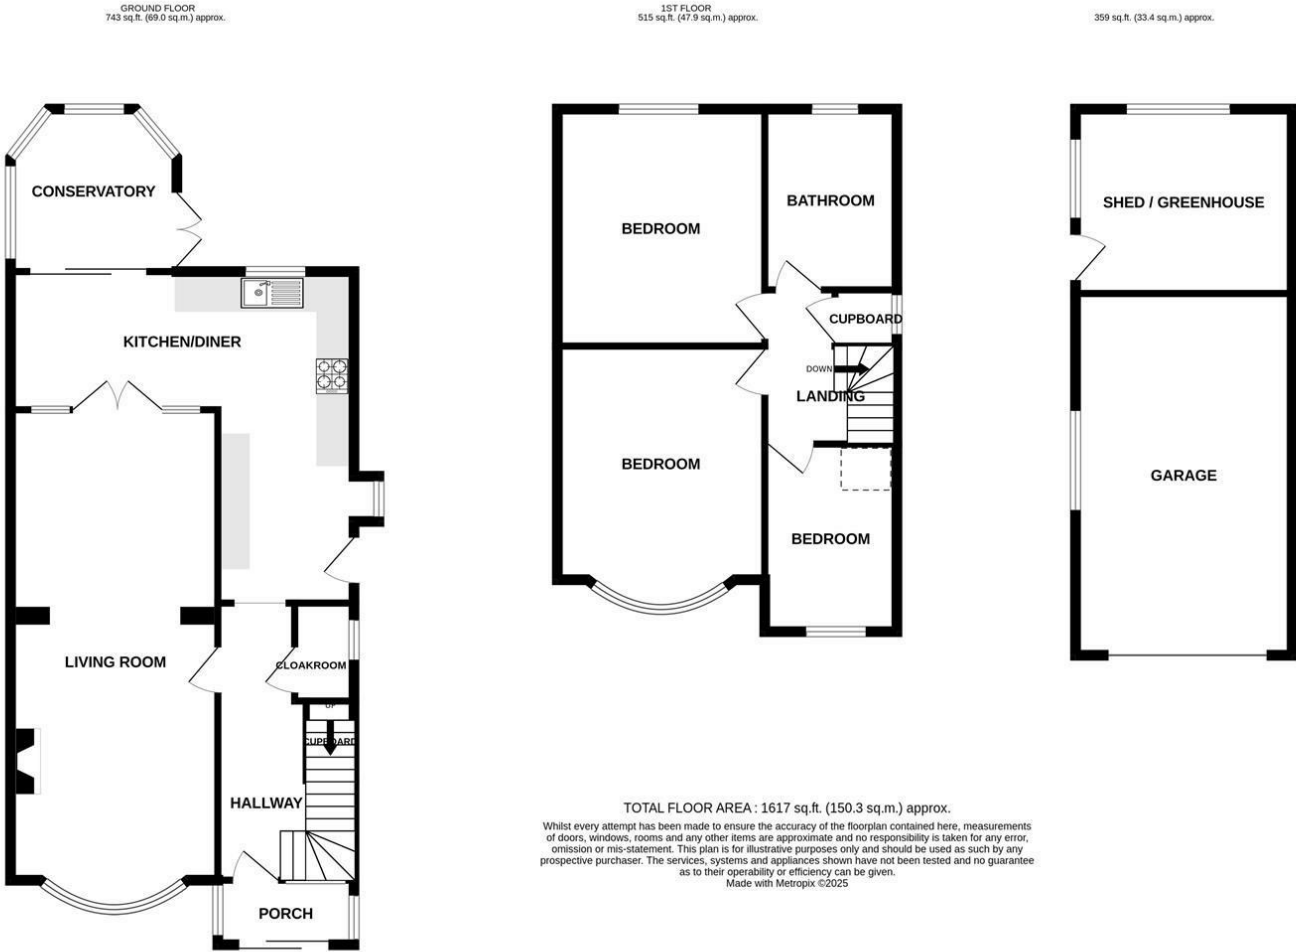 GROUND FLOOR
743 sq.ft. (69.0 sq.m.) approx.
1ST FLOOR
515 sq.ft. (47.9 sq.m.) approx.
359 sq.ft. (33.4 sq.m.) approx.
CONSERVATORY
KITCHEN/DINER
LIVING ROOM
CLOAKROOM
UP
CUPBOARD
HALLWAY
PORCH
BEDROOM
BATHROOM
CUPBOARD
DOWN
LANDING
BEDROOM
BEDROOM
SHED / GREENHOUSE
GARAGE
TOTAL FLOOR AREA : 1617 sq.ft. (150.3 sq.m.) approx.
Whilst every attempt has been made to ensure the accuracy of the floorplan contained here, measurements
of doors, windows, rooms and any other items are approximate and no responsibility is taken for any error,
omission or mis-statement. This plan is for illustrative purposes only and should be used as such by any
prospective purchaser. The services, systems and appliances shown have not been tested and no guarantee
as to their operability or efficiency can be given.
Made with Metropix ©2025